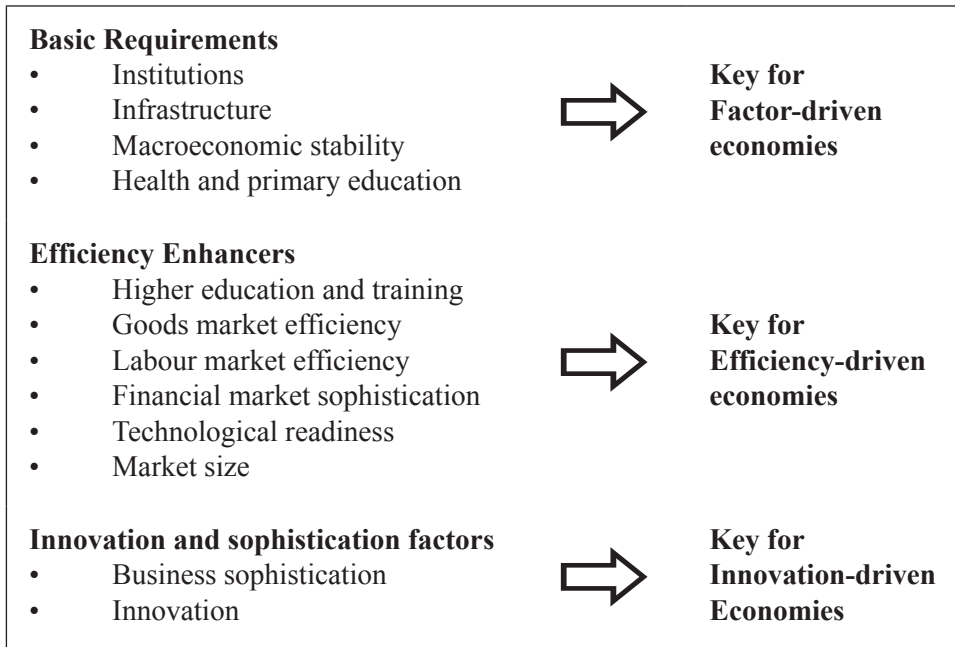 Basic Requirements
• Institutions
• Infrastructure
• Macroeconomic stability
• Health and primary education
Key for
Factor-driven
economies
Efficiency Enhancers
• Higher education and training
• Goods market efficiency
• Labour market efficiency
• Financial market sophistication
• Technological readiness
• Market size
Key for
Efficiency-driven
economies
Innovation and sophistication factors
• Business sophistication
• Innovation
Key for
Innovation-driven
Economies